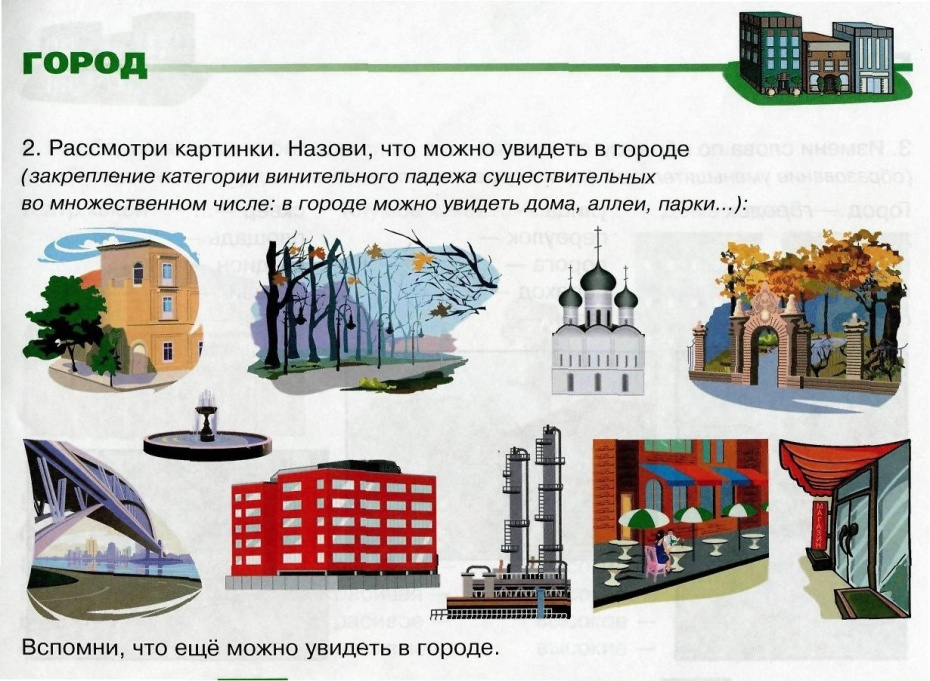 ГОРОД
2. Рассмотри картинки. Назови, что можно увидеть в городе
(закрепление категории винительного падежа существительных
во множественном числе: в городе можно увидеть дома, аллеи, парки...):
МАГАЗИН
Вспомни, что ещё можно увидеть в городе.